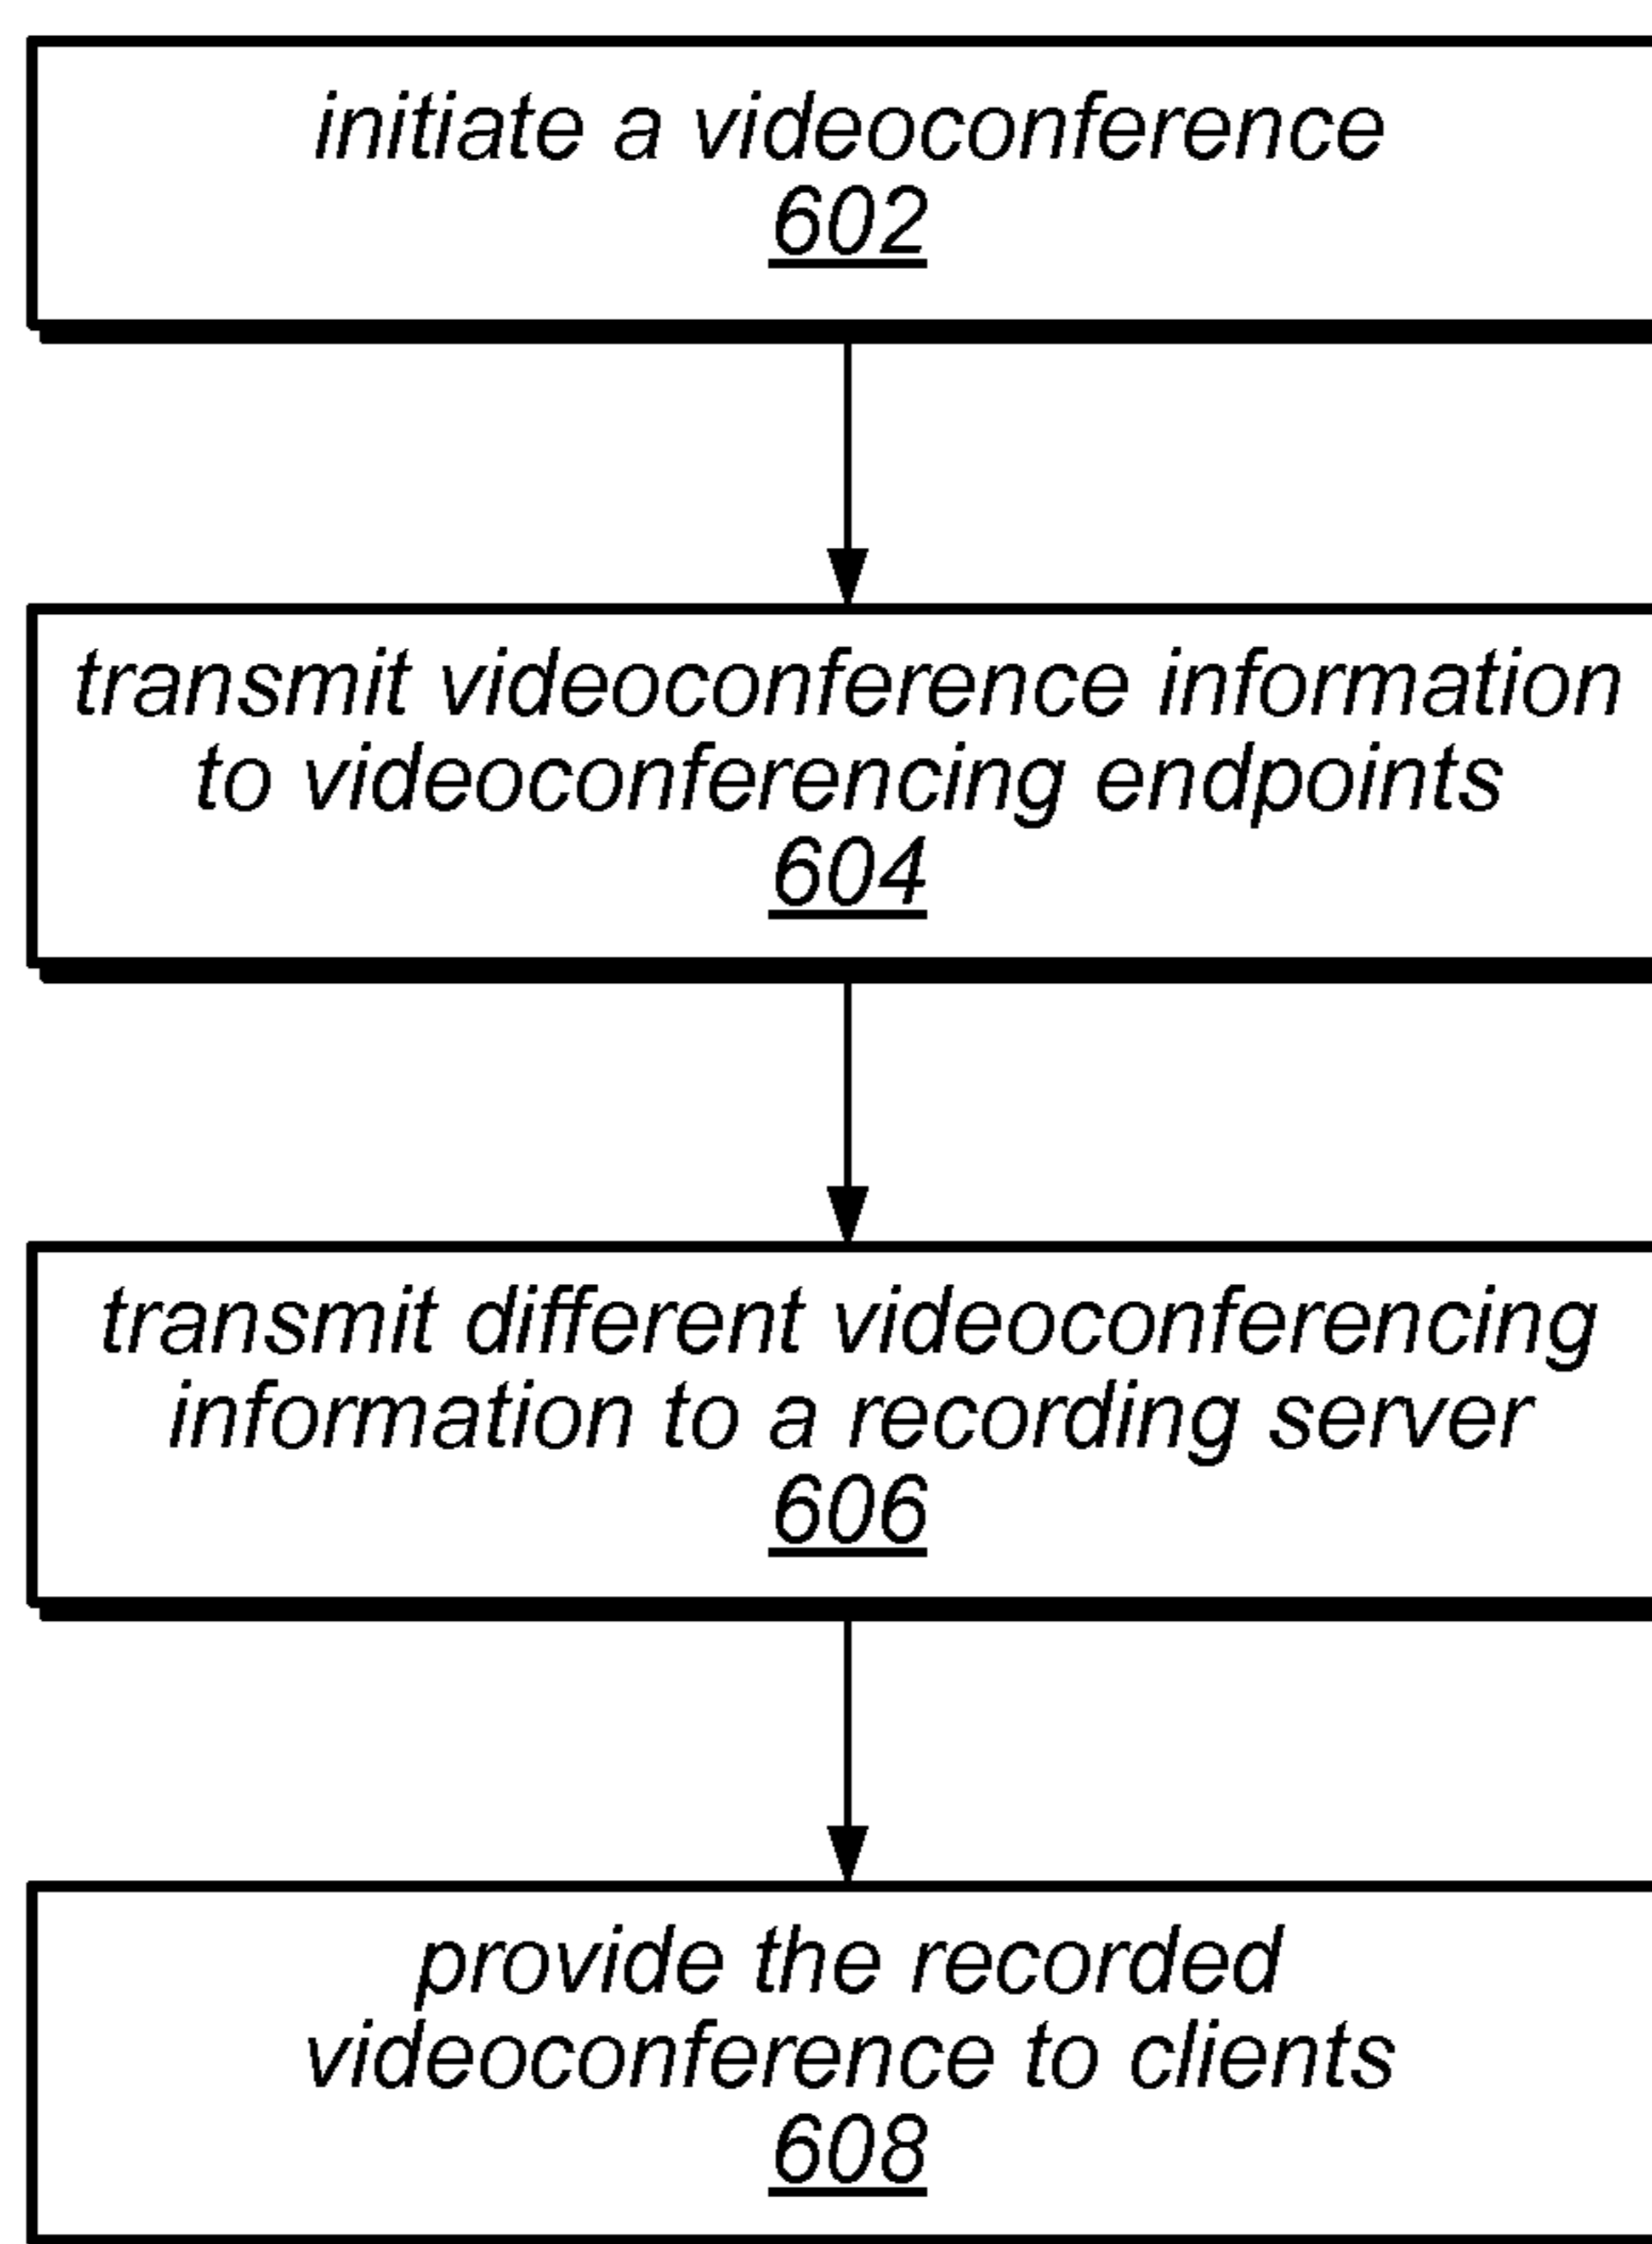 initiate a videoconference
602
transmit videoconference information
to videoconferencing endpoints
604
transmit different videoconferencing
information to a recording server
606
provide the recorded
videoconference to clients
608